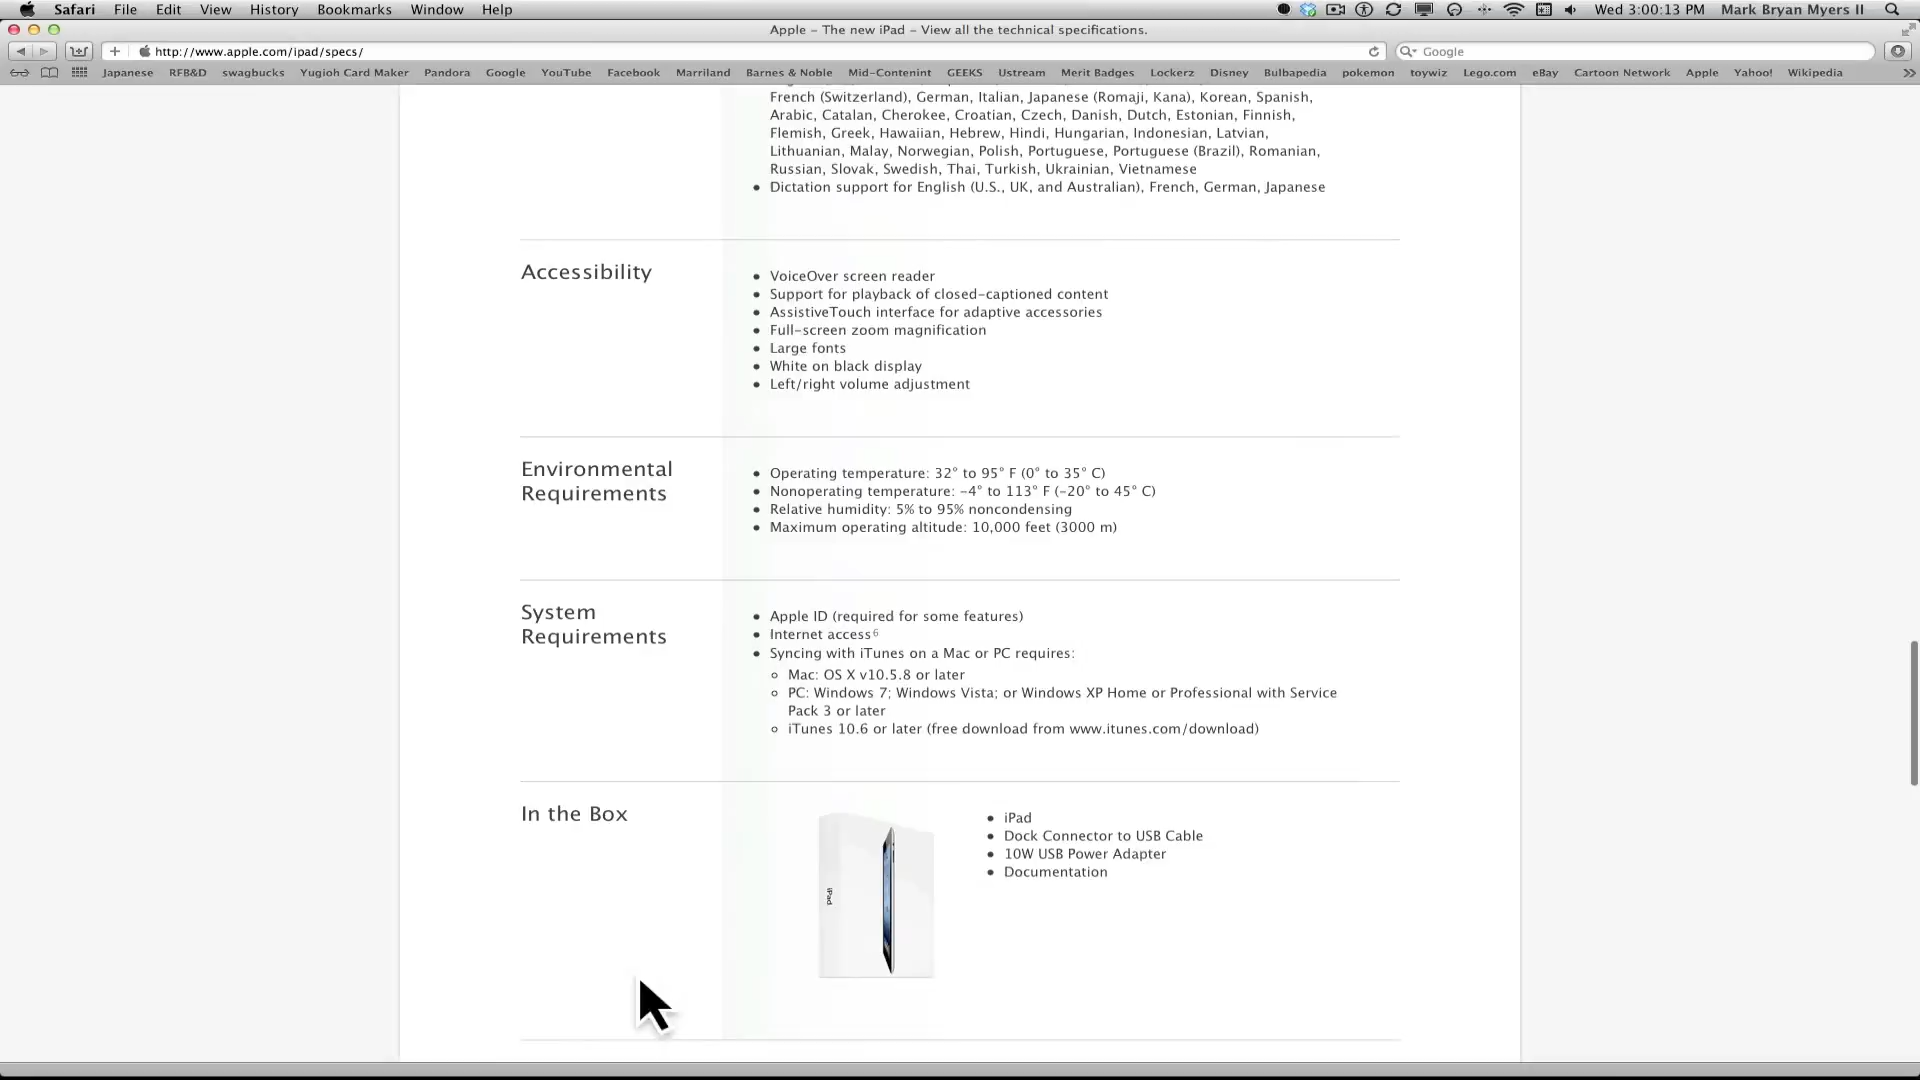 Safari File Edit View History Bookmarks Window Help Wed 3:00:13 PM Mark Bryan Myers II
Apple – The new iPad – View all the technical specifications.
http://www.apple.com/ipad/specs/ Google
Japanese RFB&D swagbucks Yugioh Card Maker Pandora Google YouTube Facebook Marriland Barnes & Noble Mid-Contenint GEEKS Ustream Merit Badges Lockerz Disney Bulbapedia pokemon toywiz Lego.com eBay Cartoon Network Apple Yahoo! Wikipedia
French (Switzerland), German, Italian, Japanese (Romaji, Kana), Korean, Spanish,
Arabic, Catalan, Cherokee, Croatian, Czech, Danish, Dutch, Estonian, Finnish,
Flemish, Greek, Hawaiian, Hebrew, Hindi, Hungarian, Indonesian, Latvian,
Lithuanian, Malay, Norwegian, Polish, Portuguese, Portuguese (Brazil), Romanian,
Russian, Slovak, Swedish, Thai, Turkish, Ukrainian, Vietnamese
• Dictation support for English (U.S., UK, and Australian), French, German, Japanese
Accessibility
• VoiceOver screen reader
• Support for playback of closed-captioned content
• AssistiveTouch interface for adaptive accessories
• Full-screen zoom magnification
• Large fonts
• White on black display
• Left/right volume adjustment
Environmental
Requirements
• Operating temperature: 32° to 95° F (0° to 35° C)
• Nonoperating temperature: -4° to 113° F (-20° to 45° C)
• Relative humidity: 5% to 95% noncondensing
• Maximum operating altitude: 10,000 feet (3000 m)
System
Requirements
• Apple ID (required for some features)
• Internet access⁶
• Syncing with iTunes on a Mac or PC requires:
◦ Mac: OS X v10.5.8 or later
◦ PC: Windows 7; Windows Vista; or Windows XP Home or Professional with Service
Pack 3 or later
◦ iTunes 10.6 or later (free download from www.itunes.com/download)
In the Box
iPad
• iPad
• Dock Connector to USB Cable
• 10W USB Power Adapter
• Documentation